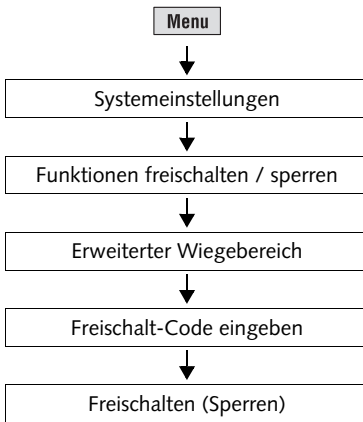 Menu
Systemeinstellungen
Funktionen freischalten / sperren
Erweiterter Wiegebereich
Freischalt-Code eingeben
Freischalten (Sperren)